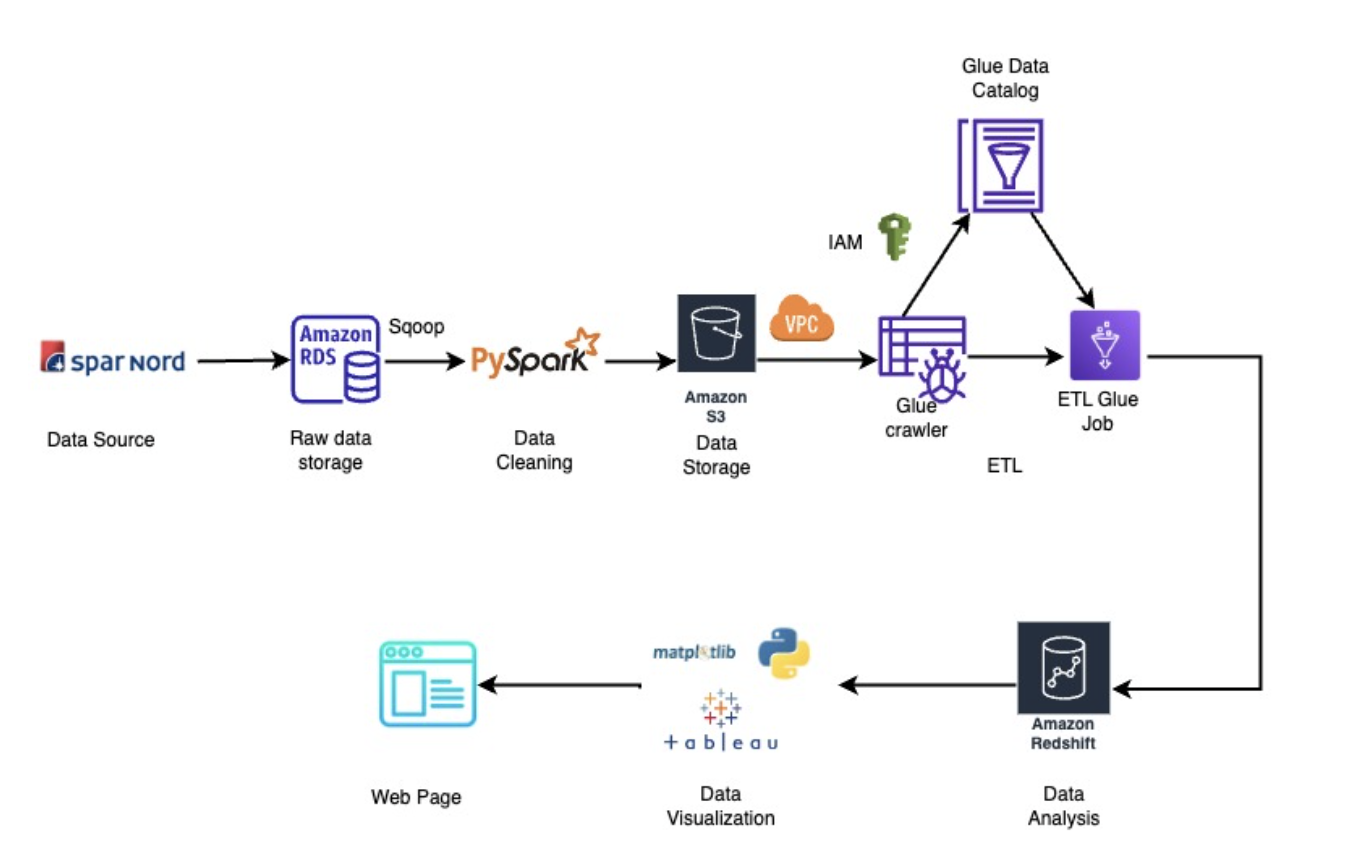 Glue Data
Catalog
IAM
Amazon
RDS
Sqoop
spar nord
PySpark
VPC
Amazon
S3
Glue
crawler
ETL Glue
Job
Data Source
Raw data
storage
Data
Cleaning
Data
Storage
ETL
matplotlib
+ableau
Amazon
Redshift
Web Page
Data
Visualization
Data
Analysis